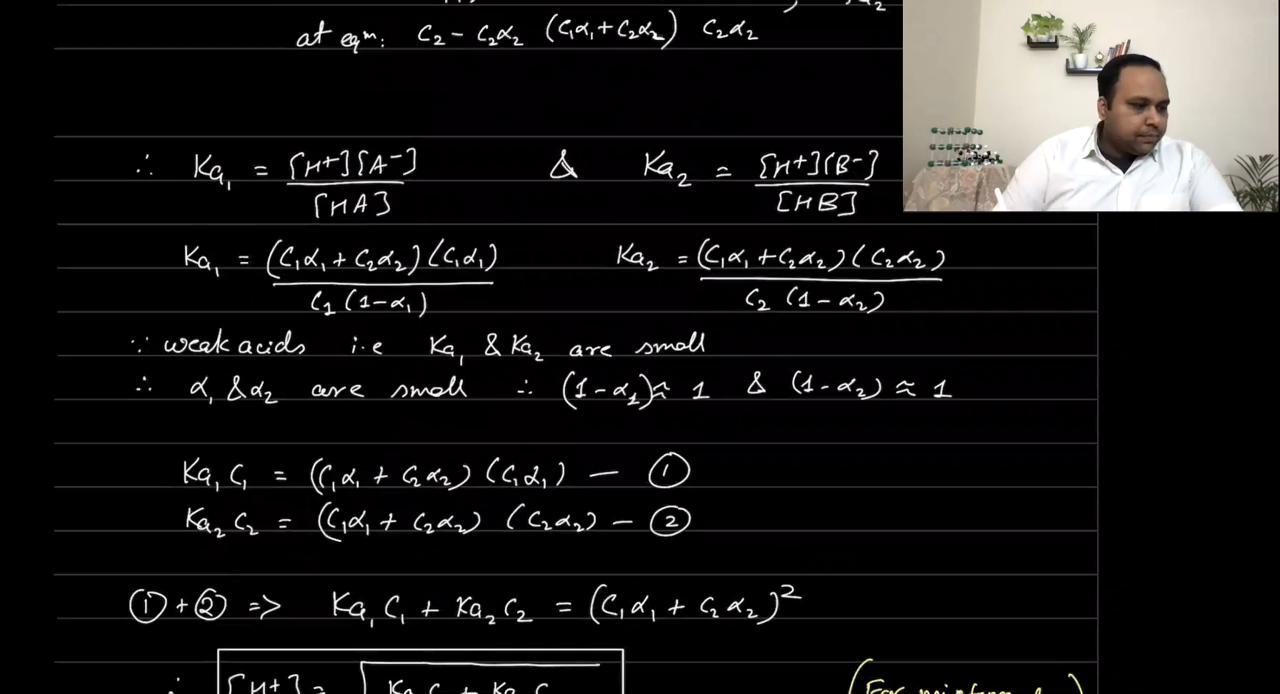 at eqm: C₂ - C₂α₂ (C₁α₁ + C₂α₂) C₂α₂
∴ Ka₁ = [H+][A-] / [HA] & Ka₂ = [H+][B-] / [HB]
Ka₁ = (C₁α₁ + C₂α₂)(C₁α₁) / C₁(1-α₁) Ka₂ = (C₁α₁ + C₂α₂)(C₂α₂) / C₂(1-α₂)
∵ weak acids i.e Ka₁ & Ka₂ are small
∴ α₁ & α₂ are small ∴ (1-α₁) ≈ 1 & (1-α₂) ≈ 1
Ka₁C₁ = (C₁α₁ + C₂α₂)(C₁α₁) — ①
Ka₂C₂ = (C₁α₁ + C₂α₂)(C₂α₂) — ②
① + ② => Ka₁C₁ + Ka₂C₂ = (C₁α₁ + C₂α₂)²
∴ [H+] = √ Ka C + Ka C (For